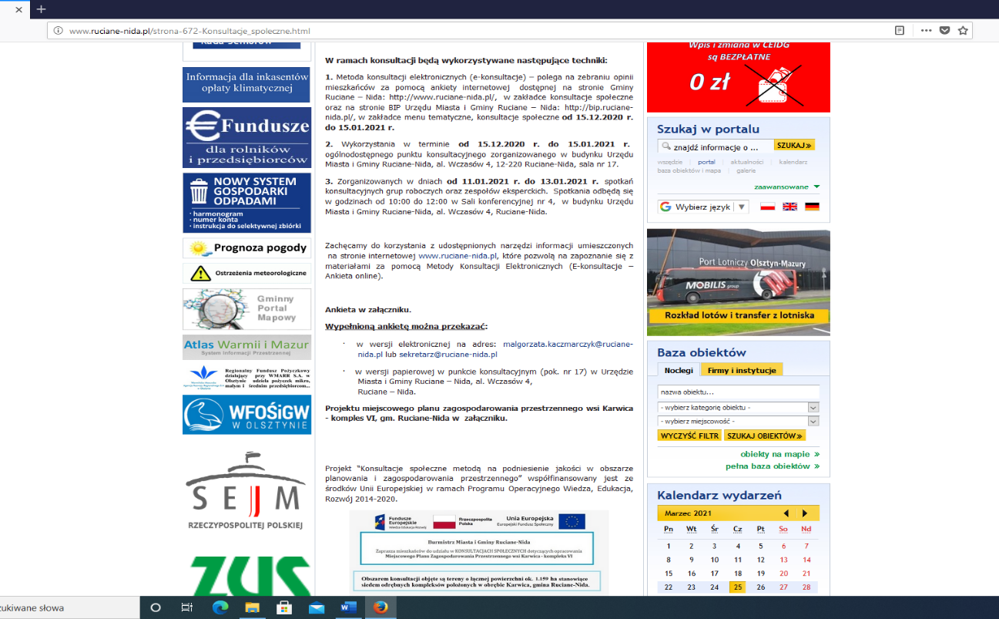 www.ruciane-nida.pl/strona-672-Konsultacje_spoleczne.html
Informacja dla inkasentów
opłaty klimatycznej
Fundusze
dla rolników
i przedsiębiorców
NOWY SYSTEM
GOSPODARKI
ODPADAMI
· harmonogram
· numer konta
· instrukcja do selektywnej zbiórki
Prognoza pogody
Ostrzeżenia meteorologiczne
Gminny
Portal
Mapowy
Atlas Warmii i Mazur
System Informacji Przestrzennej
Regionalny Fundusz Pożyczkowy
działający przy WMARR S.A. w
Olsztynie udziela pożyczek mikro,
małym i średnim przedsiębiorcom...
WFOŚiGW
W OLSZTYNIE
SEJM
RZECZYPOSPOLITEJ POLSKIEJ
ZUS
W ramach konsultacji będą wykorzystywane następujące techniki:
1. Metoda konsultacji elektronicznych (e-konsultacje) – polega na zebraniu opinii
mieszkańców za pomocą ankiety internetowej dostępnej na stronie Gminy
Ruciane – Nida: http://www.ruciane-nida.pl/, w zakładce konsultacje społeczne
oraz na stronie BIP Urzędu Miasta i Gminy Ruciane – Nida: http://bip.ruciane-
nida.pl/, w zakładce menu tematyczne, konsultacje społeczne od 15.12.2020 r.
do 15.01.2021 r.
2. Wykorzystania w terminie od 15.12.2020 r. do 15.01.2021 r.
ogólnodostępnego punktu konsultacyjnego zorganizowanego w budynku Urzędu
Miasta i Gminy Ruciane-Nida, al. Wczasów 4, 12-220 Ruciane-Nida, sala nr 17.
3. Zorganizowanych w dniach od 11.01.2021 r. do 13.01.2021 r. spotkań
konsultacyjnych grup roboczych oraz zespołów eksperckich. Spotkania odbędą się
w godzinach od 10:00 do 12:00 w Sali konferencyjnej nr 4, w budynku Urzędu
Miasta i Gminy Ruciane-Nida, al. Wczasów 4, Ruciane-Nida.
Zachęcamy do korzystania z udostępnionych narzędzi informacji umieszczonych
na stronie internetowej www.ruciane-nida.pl, które pozwolą na zapoznanie się z
materiałami za pomocą Metody Konsultacji Elektronicznych (E-konsultacje –
Ankieta online).
Ankieta w załączniku.
Wypełnioną ankietę można przekazać:
· w wersji elektronicznej na adres: malgorzata.kaczmarczyk@ruciane-
nida.pl lub sekretarz@ruciane-nida.pl
· w wersji papierowej w punkcie konsultacyjnym (pok. nr 17) w Urzędzie
Miasta i Gminy Ruciane – Nida, al. Wczasów 4,
Ruciane – Nida.
Projektu miejscowego planu zagospodarowania przestrzennego wsi Karwica
- komples VI, gm. Ruciane-Nida w załączniku.
Projekt “Konsultacje społeczne metodą na podniesienie jakości w obszarze
planowania i zagospodarowania przestrzennego” współfinansowany jest ze
środków Unii Europejskiej w ramach Programu Operacyjnego Wiedza, Edukacja,
Rozwój 2014-2020.
Fundusze
Europejskie
Wiedza Edukacja Rozwój
Rzeczpospolita
Polska
Unia Europejska
Europejski Fundusz Społeczny
Burmistrz Miasta i Gminy Ruciane-Nida
Zaprasza mieszkańców do udziału w KONSULTACJACH SPOŁECZNYCH dotyczących opracowania
Miejscowego Planu Zagospodarowania Przestrzennego wsi Karwica - kompleks VI
Obszarem konsultacji objęte są tereny o łącznej powierzchni ok. 1.159 ha stanowiące
siedem odrębnych kompleksów położonych w obrębie Karwica, gmina Ruciane-Nida.
Wpis i zmiana w CEIDG
są BEZPŁATNE
0 zł
Szukaj w portalu
znajdź informacje o ...
SZUKAJ»
wszędzie | portal | aktualności | kalendarz
baza obiektów i mapa | galerie
zaawansowane
Wybierz język
Port Lotniczy Olsztyn-Mazury
MOBILIS group
Rozkład lotów i transfer z lotniska
Baza obiektów
Noclegi Firmy i instytucje
nazwa obiektu...
- wybierz kategorię obiektu -
- wybierz miejscowość -
WYCZYŚĆ FILTR SZUKAJ OBIEKTÓW»
obiekty na mapie »
pełna baza obiektów »
Kalendarz wydarzeń
Marzec 2021
Pn Wt Śr Cz Pt So Nd
1 2 3 4 5 6 7
8 9 10 11 12 13 14
15 16 17 18 19 20 21
22 23 24 25 26 27 28
zukiwane słowa